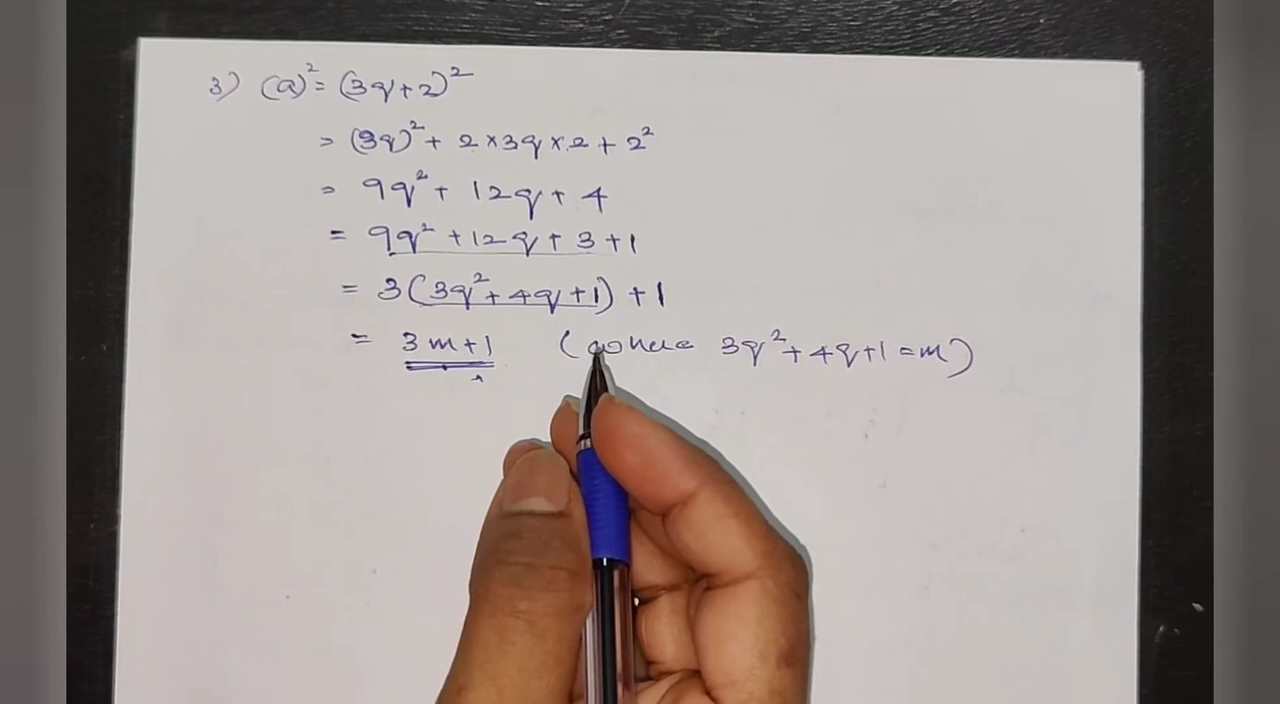 3) (a)² = (3q+2)²
= (3q)² + 2×3q×2 + 2²
= 9q² + 12q + 4
= 9q² + 12q + 3 + 1
= 3(3q² + 4q + 1) + 1
= 3m+1 (where 3q² + 4q + 1 = m)